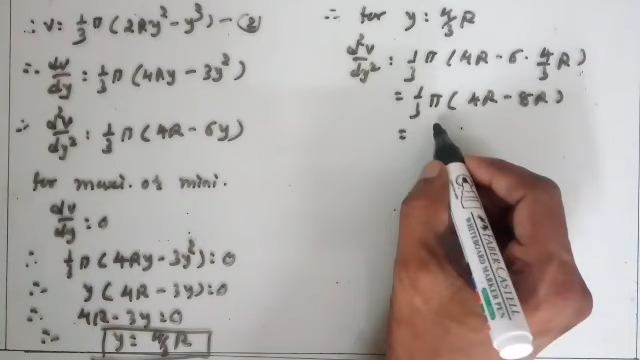 ∴ v = 1/3 π (2Ry² - y³) - ②
∴ dv/dy = 1/3 π (4Ry - 3y²)
∴ d²v/dy² = 1/3 π (4R - 6y)
for maxi. or mini.
dv/dy = 0
∴ 1/3 π (4Ry - 3y²) = 0
∴ y (4R - 3y) = 0
∴ 4R - 3y = 0
∴ y = 4/3 R
∴ for y = 4/3 R
d²v/dy² = 1/3 π (4R - 6 · 4/3 R)
= 1/3 π (4R - 8R)
=
FABER CASTELL
WHITEBOARD MARKER PEN